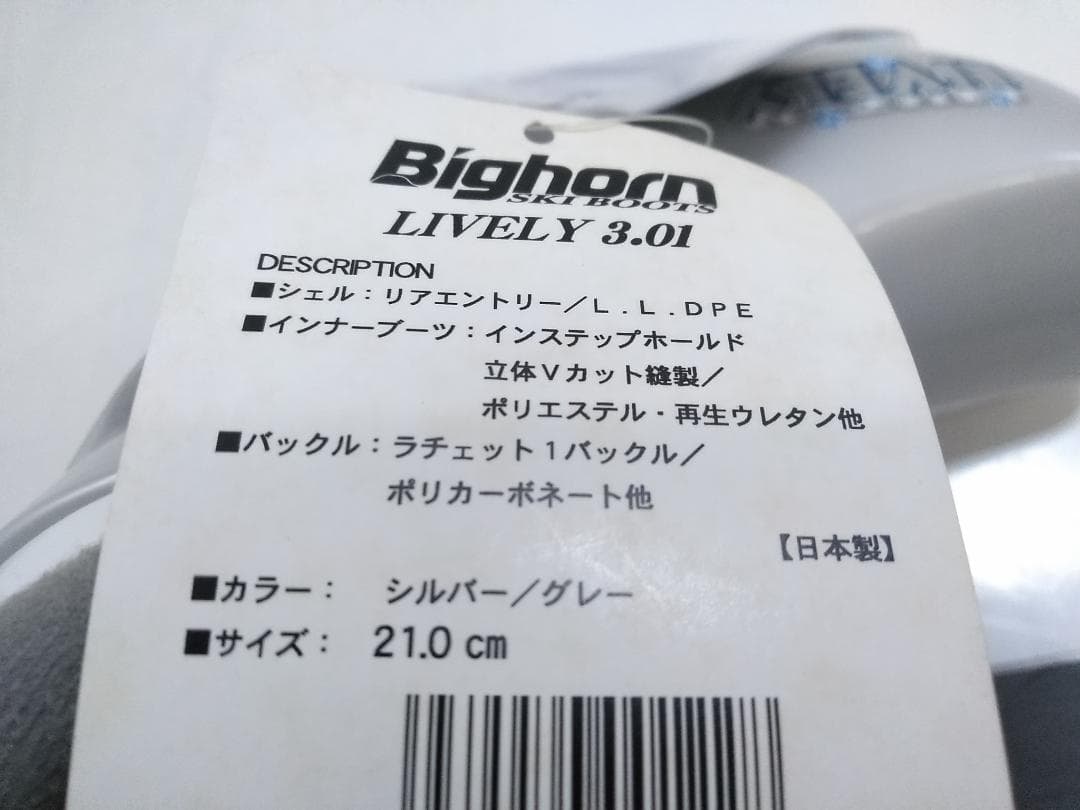 Bighorn
SKI BOOTS
LIVELY 3.01
DESCRIPTION
■シェル：リアエントリー／L．L．DPE
■インナーブーツ：インステップホールド
立体Vカット縫製／
ポリエステル・再生ウレタン他
■バックル：ラチェット1バックル／
ポリカーボネート他
【日本製】
■カラー： シルバー／グレー
■サイズ： 21.0 cm